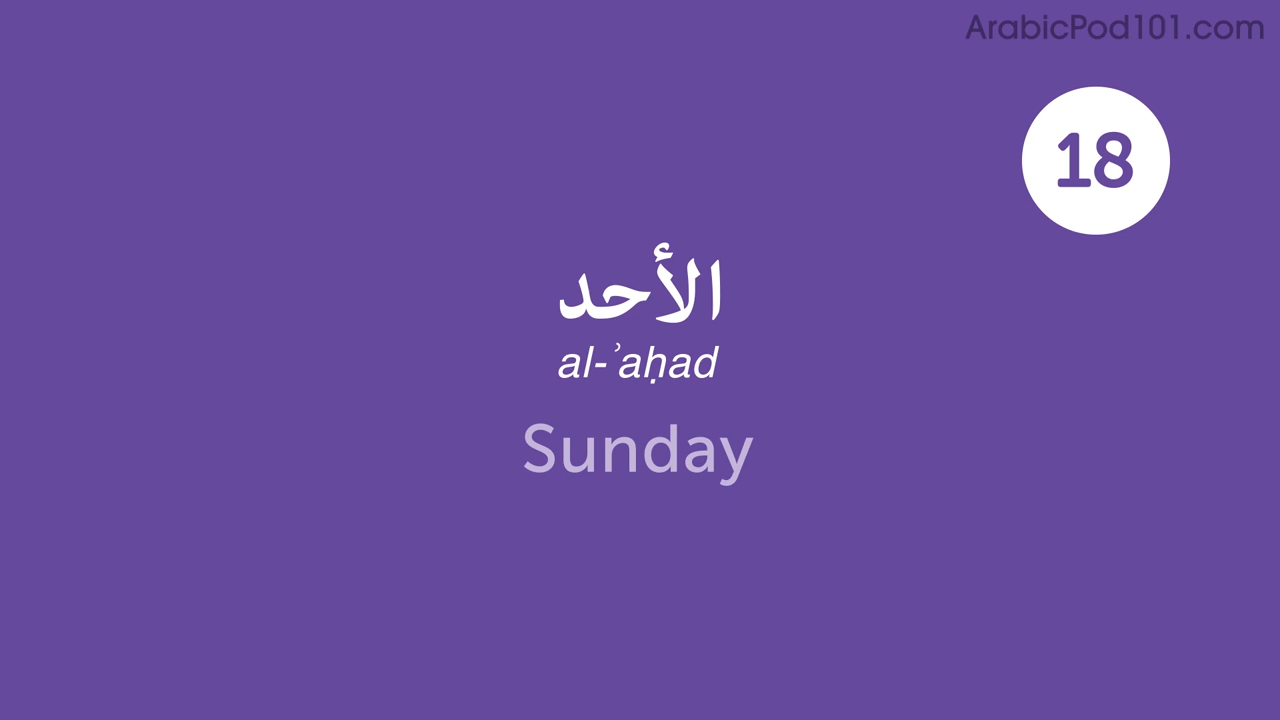 ArabicPod101.com
18
الأحد
al-ʾaḥad
Sunday